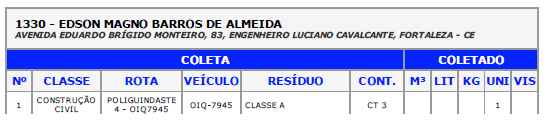 1330 - EDSON MAGNO BARROS DE ALMEIDA
AVENIDA EDUARDO BRÍGIDO MONTEIRO, 83, ENGENHEIRO LUCIANO CAVALCANTE, FORTALEZA - CE
COLETA COLETADO
Nº CLASSE ROTA VEÍCULO RESÍDUO CONT. M³ LIT KG UNI VIS
1 CONSTRUÇÃO CIVIL POLIGUINDASTE 4 - OIQ7945 OIQ-7945 CLASSE A CT 3 1